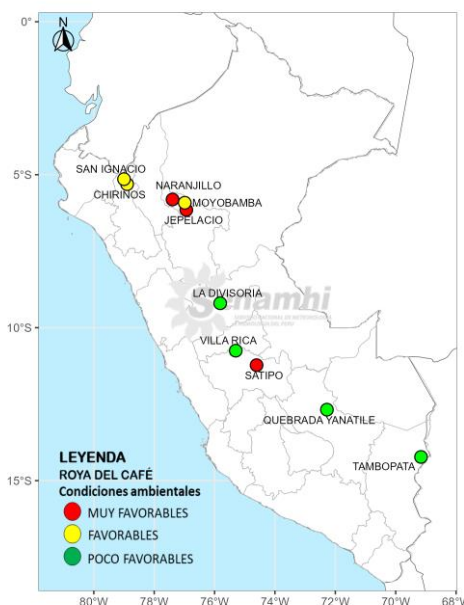 N
0°
SAN IGNACIO
5°S
CHIRINOS
NARANJILLO
MOYOBAMBA
JEPELACIO
LA DIVISORIA
Senamhi
10°S
VILLA RICA
SATIPO
QUEBRADA YANATILE
TAMBOPATA
15°S
LEYENDA
ROYA DEL CAFÉ
Condiciones ambientales
MUY FAVORABLES
FAVORABLES
POCO FAVORABLES
80°W 78°W 76°W 74°W 72°W 70°W 68°W